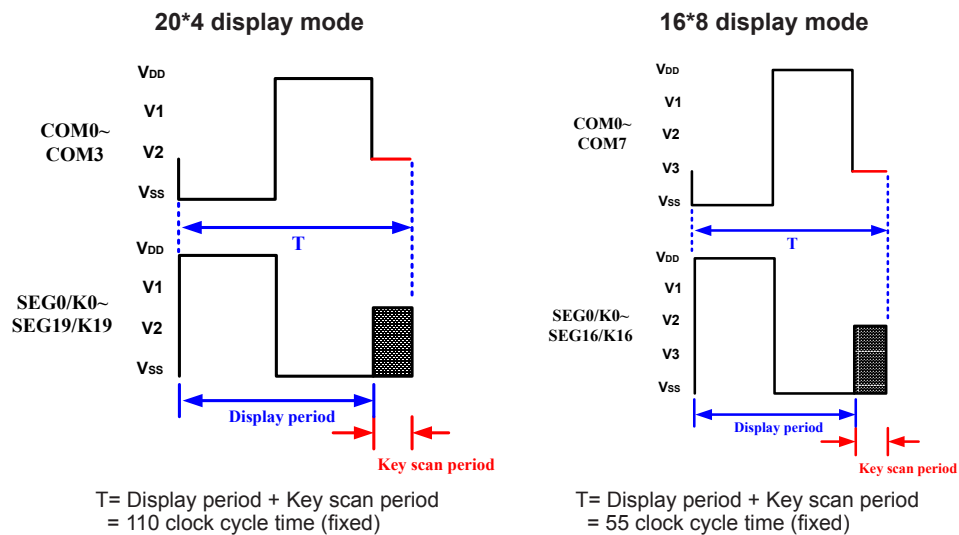 20*4 display mode
VDD
V1
COM0~
COM3
V2
VSS
T
VDD
V1
SEG0/K0~
SEG19/K19
V2
VSS
Display period
Key scan period
T= Display period + Key scan period
= 110 clock cycle time (fixed)
16*8 display mode
VDD
V1
COM0~
COM7
V2
V3
VSS
T
VDD
V1
SEG0/K0~
SEG16/K16
V2
V3
VSS
Display period
Key scan period
T= Display period + Key scan period
= 55 clock cycle time (fixed)